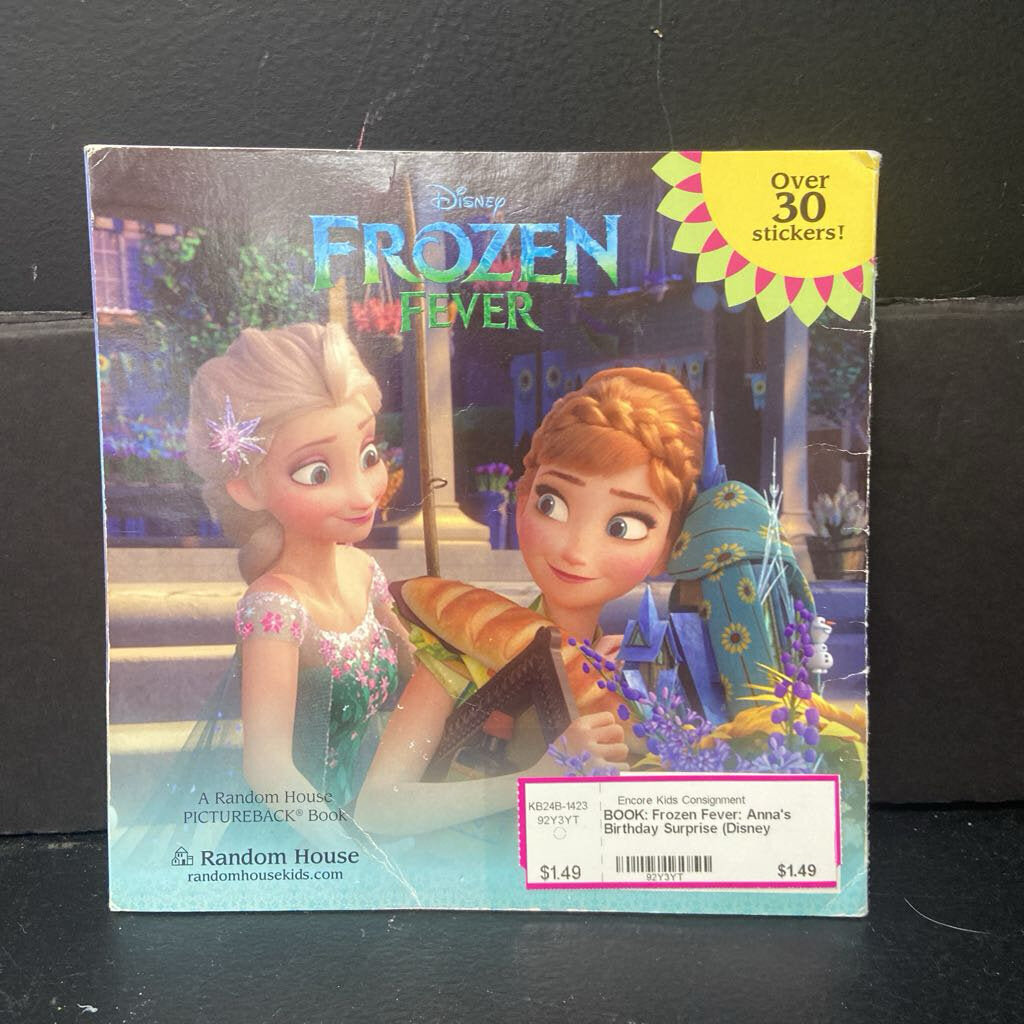 Disney
FROZEN
FEVER
Over
30
stickers!
A Random House
PICTUREBACK® Book
Random House
randomhousekids.com
KB24B-1423
92Y3YT
$1.49
Encore Kids Consignment
BOOK: Frozen Fever: Anna's
Birthday Surprise (Disney
92Y3YT
$1.49